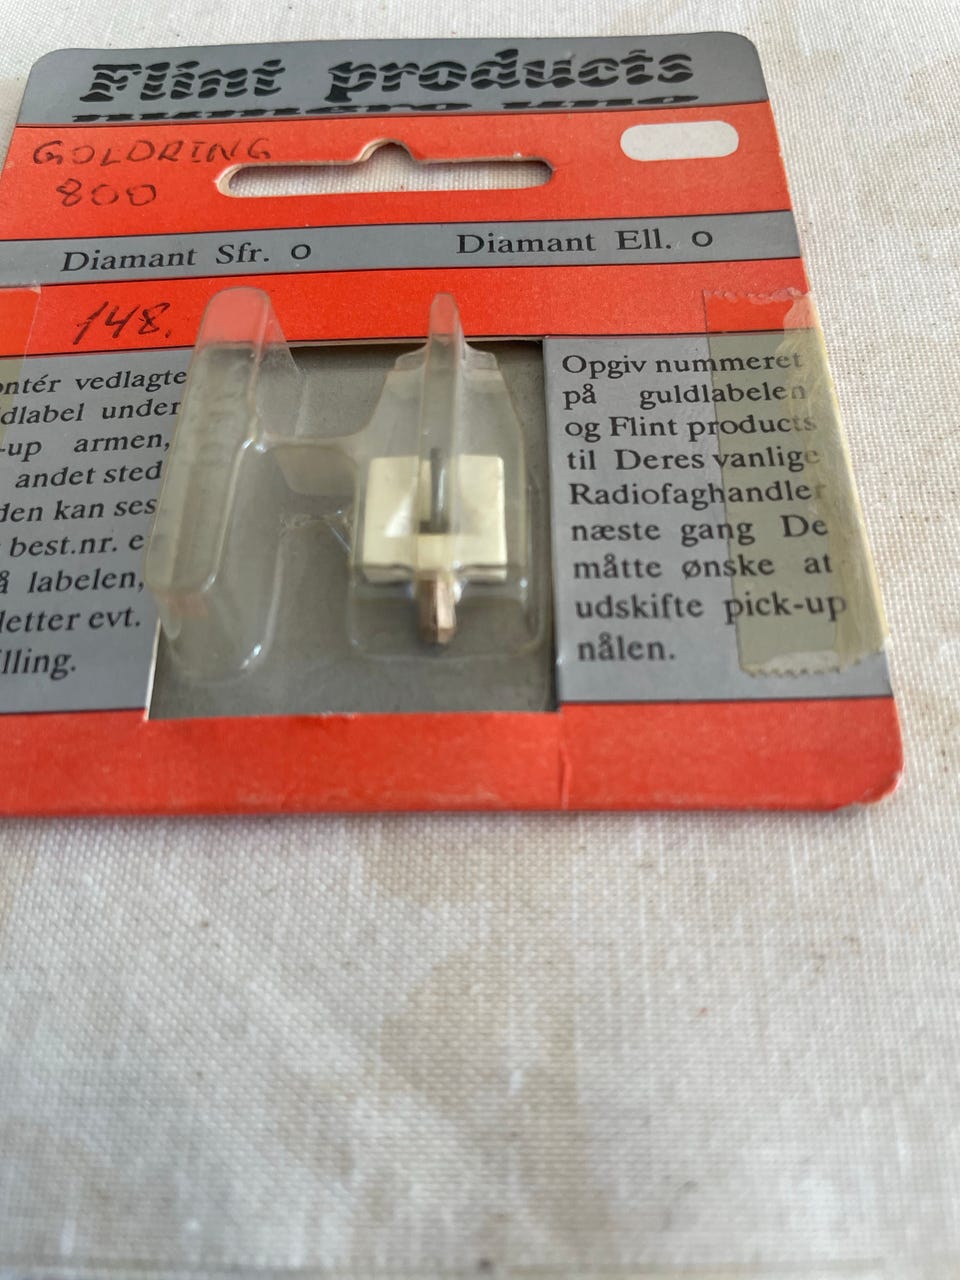 Flint products
numero uno
GOLDRING
800
Diamant Sfr. O
Diamant Ell. O
148.
ontér vedlagte
dlabel under
-up armen,
andet sted
den kan ses
best.nr. e
å labelen,
letter evt.
lling.
Opgiv nummeret
på guldlabelen
og Flint products
til Deres vanlige
Radiofaghandler
næste gang De
måtte ønske at
udskifte pick-up
nålen.